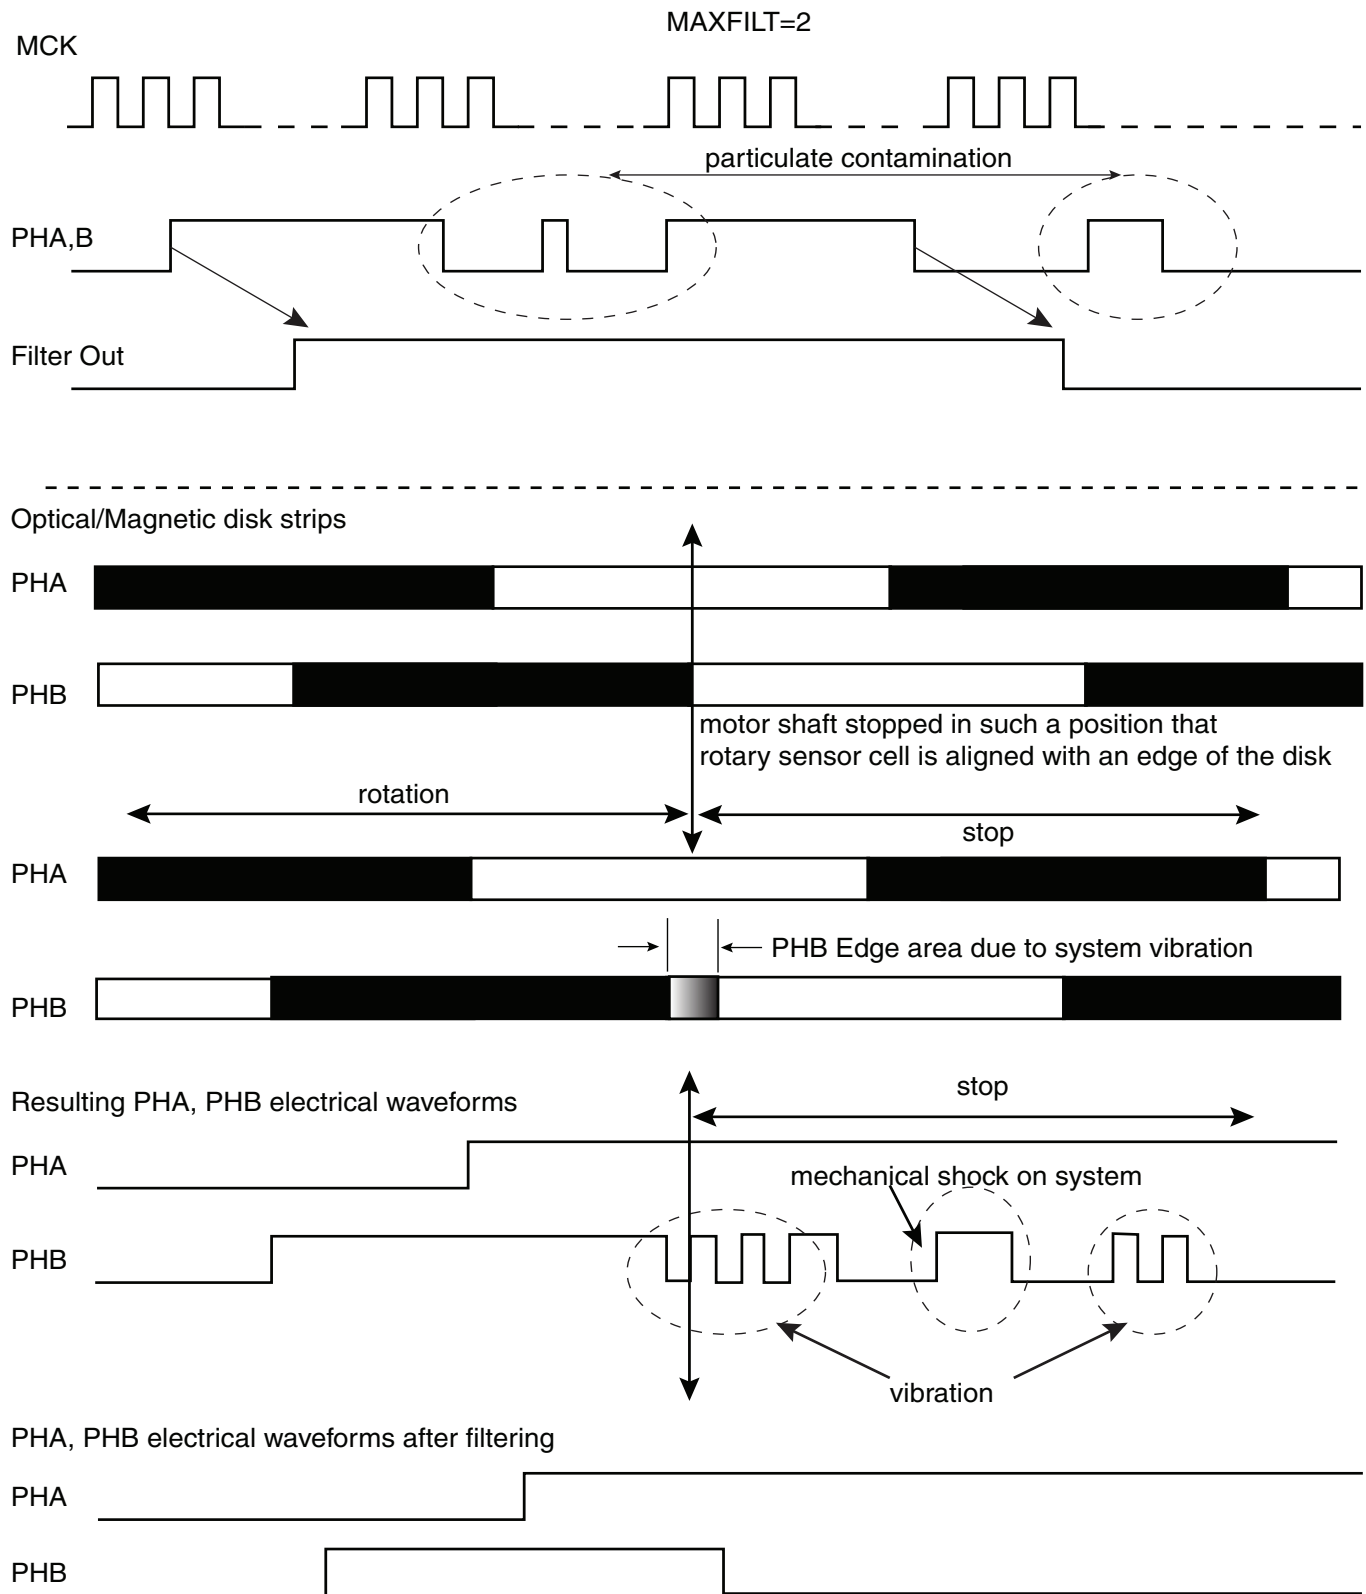 MAXFILT=2
MCK
particulate contamination
PHA,B
Filter Out
Optical/Magnetic disk strips
PHA
PHB
motor shaft stopped in such a position that
rotary sensor cell is aligned with an edge of the disk
rotation
stop
PHA
PHB Edge area due to system vibration
PHB
Resulting PHA, PHB electrical waveforms
stop
PHA
mechanical shock on system
PHB
vibration
PHA, PHB electrical waveforms after filtering
PHA
PHB